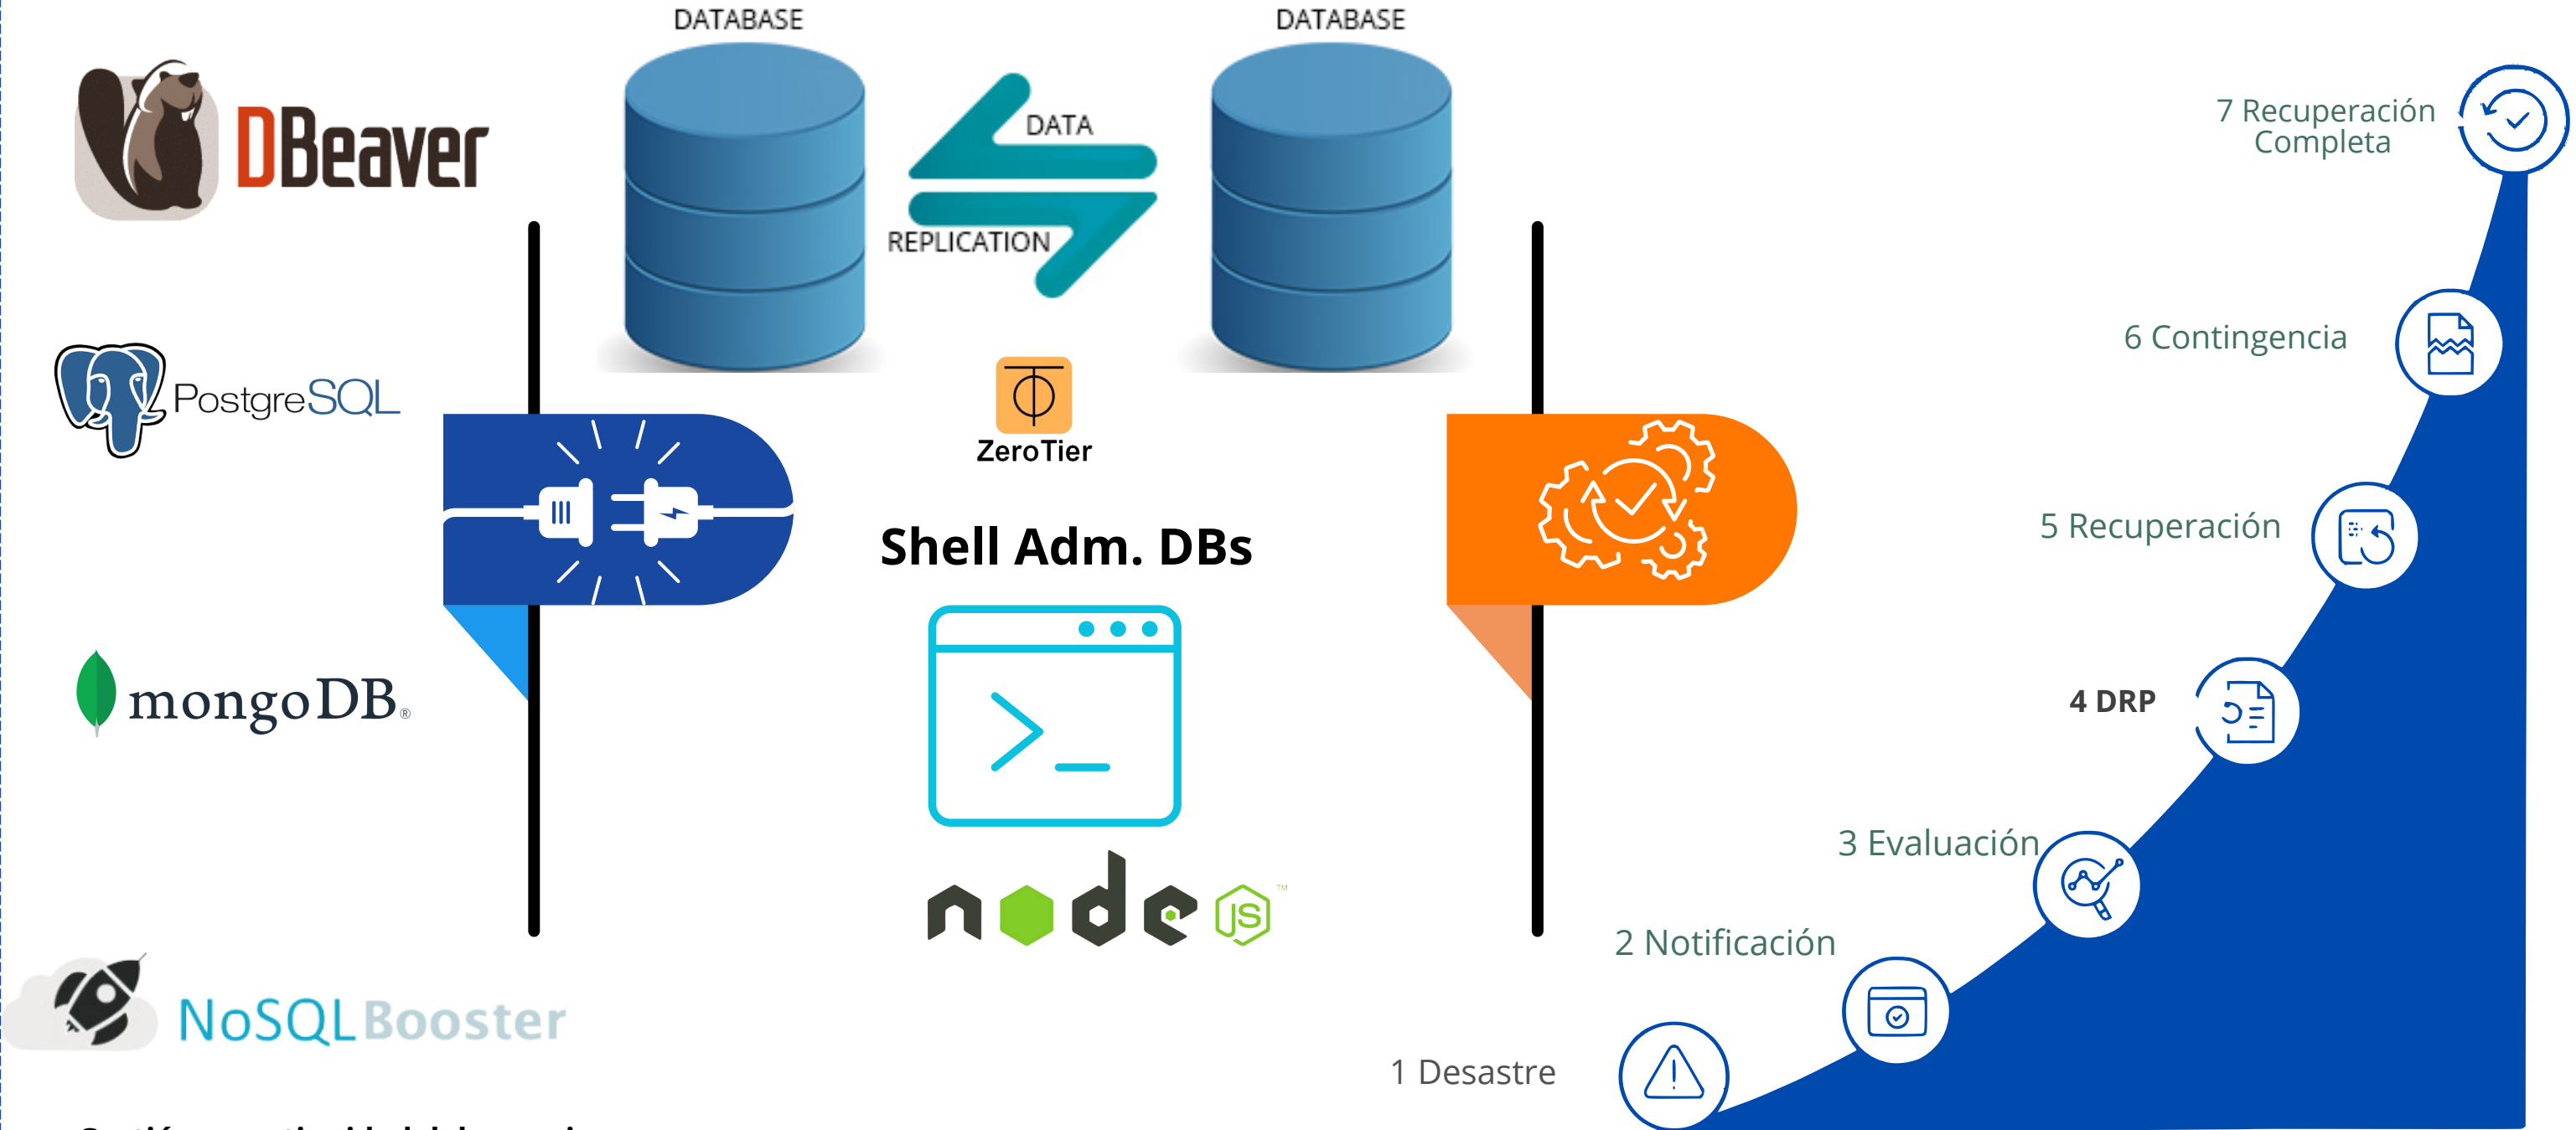 DBeaver
PostgreSQL
mongoDB®
NoSQLBooster
DATABASE
DATABASE
DATA
REPLICATION
ZeroTier
Shell Adm. DBs
>_
node JS ™
7 Recuperación
Completa
6 Contingencia
5 Recuperación
4 DRP
3 Evaluación
2 Notificación
1 Desastre